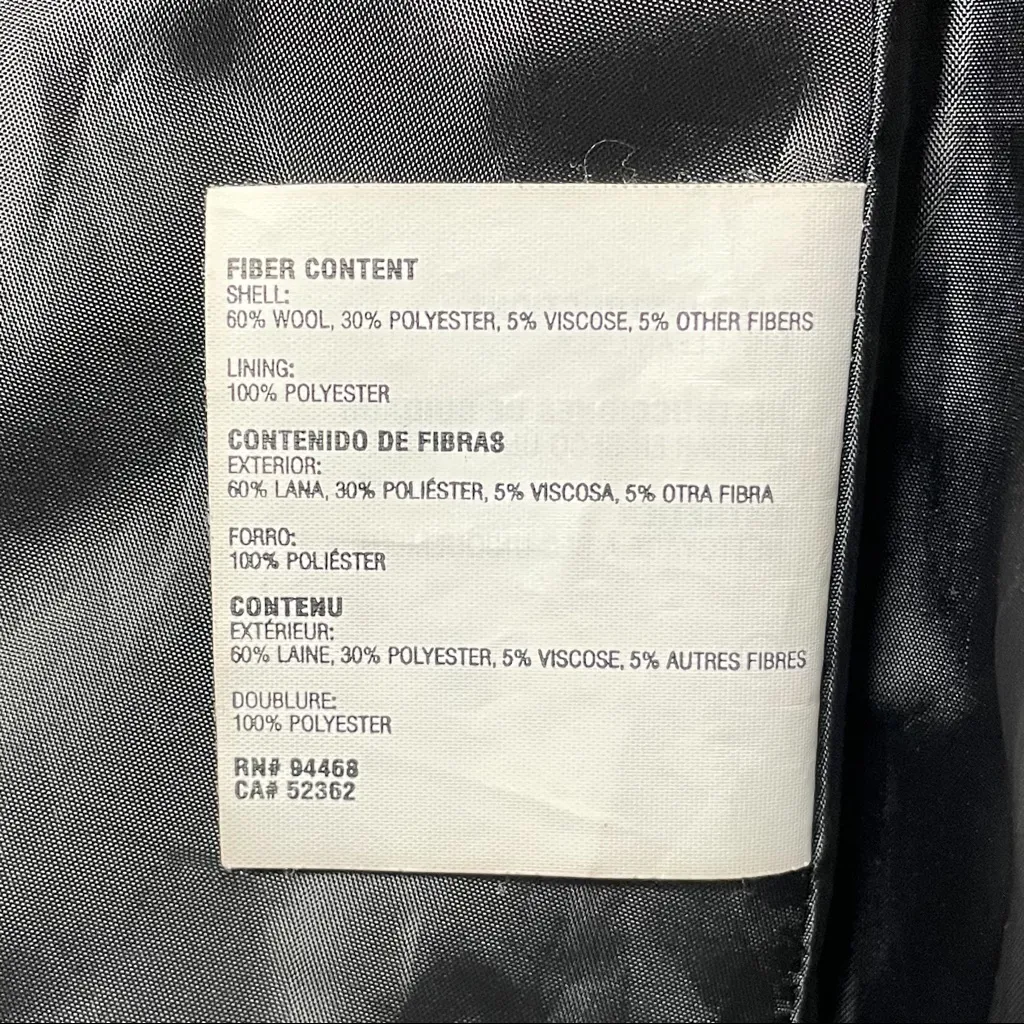 FIBER CONTENT
SHELL:
60% WOOL, 30% POLYESTER, 5% VISCOSE, 5% OTHER FIBERS
LINING:
100% POLYESTER
CONTENIDO DE FIBRAS
EXTERIOR:
60% LANA, 30% POLIÉSTER, 5% VISCOSA, 5% OTRA FIBRA
FORRO:
100% POLIÉSTER
CONTENU
EXTÉRIEUR:
60% LAINE, 30% POLYESTER, 5% VISCOSE, 5% AUTRES FIBRES
DOUBLURE:
100% POLYESTER
RN# 94468
CA# 52362